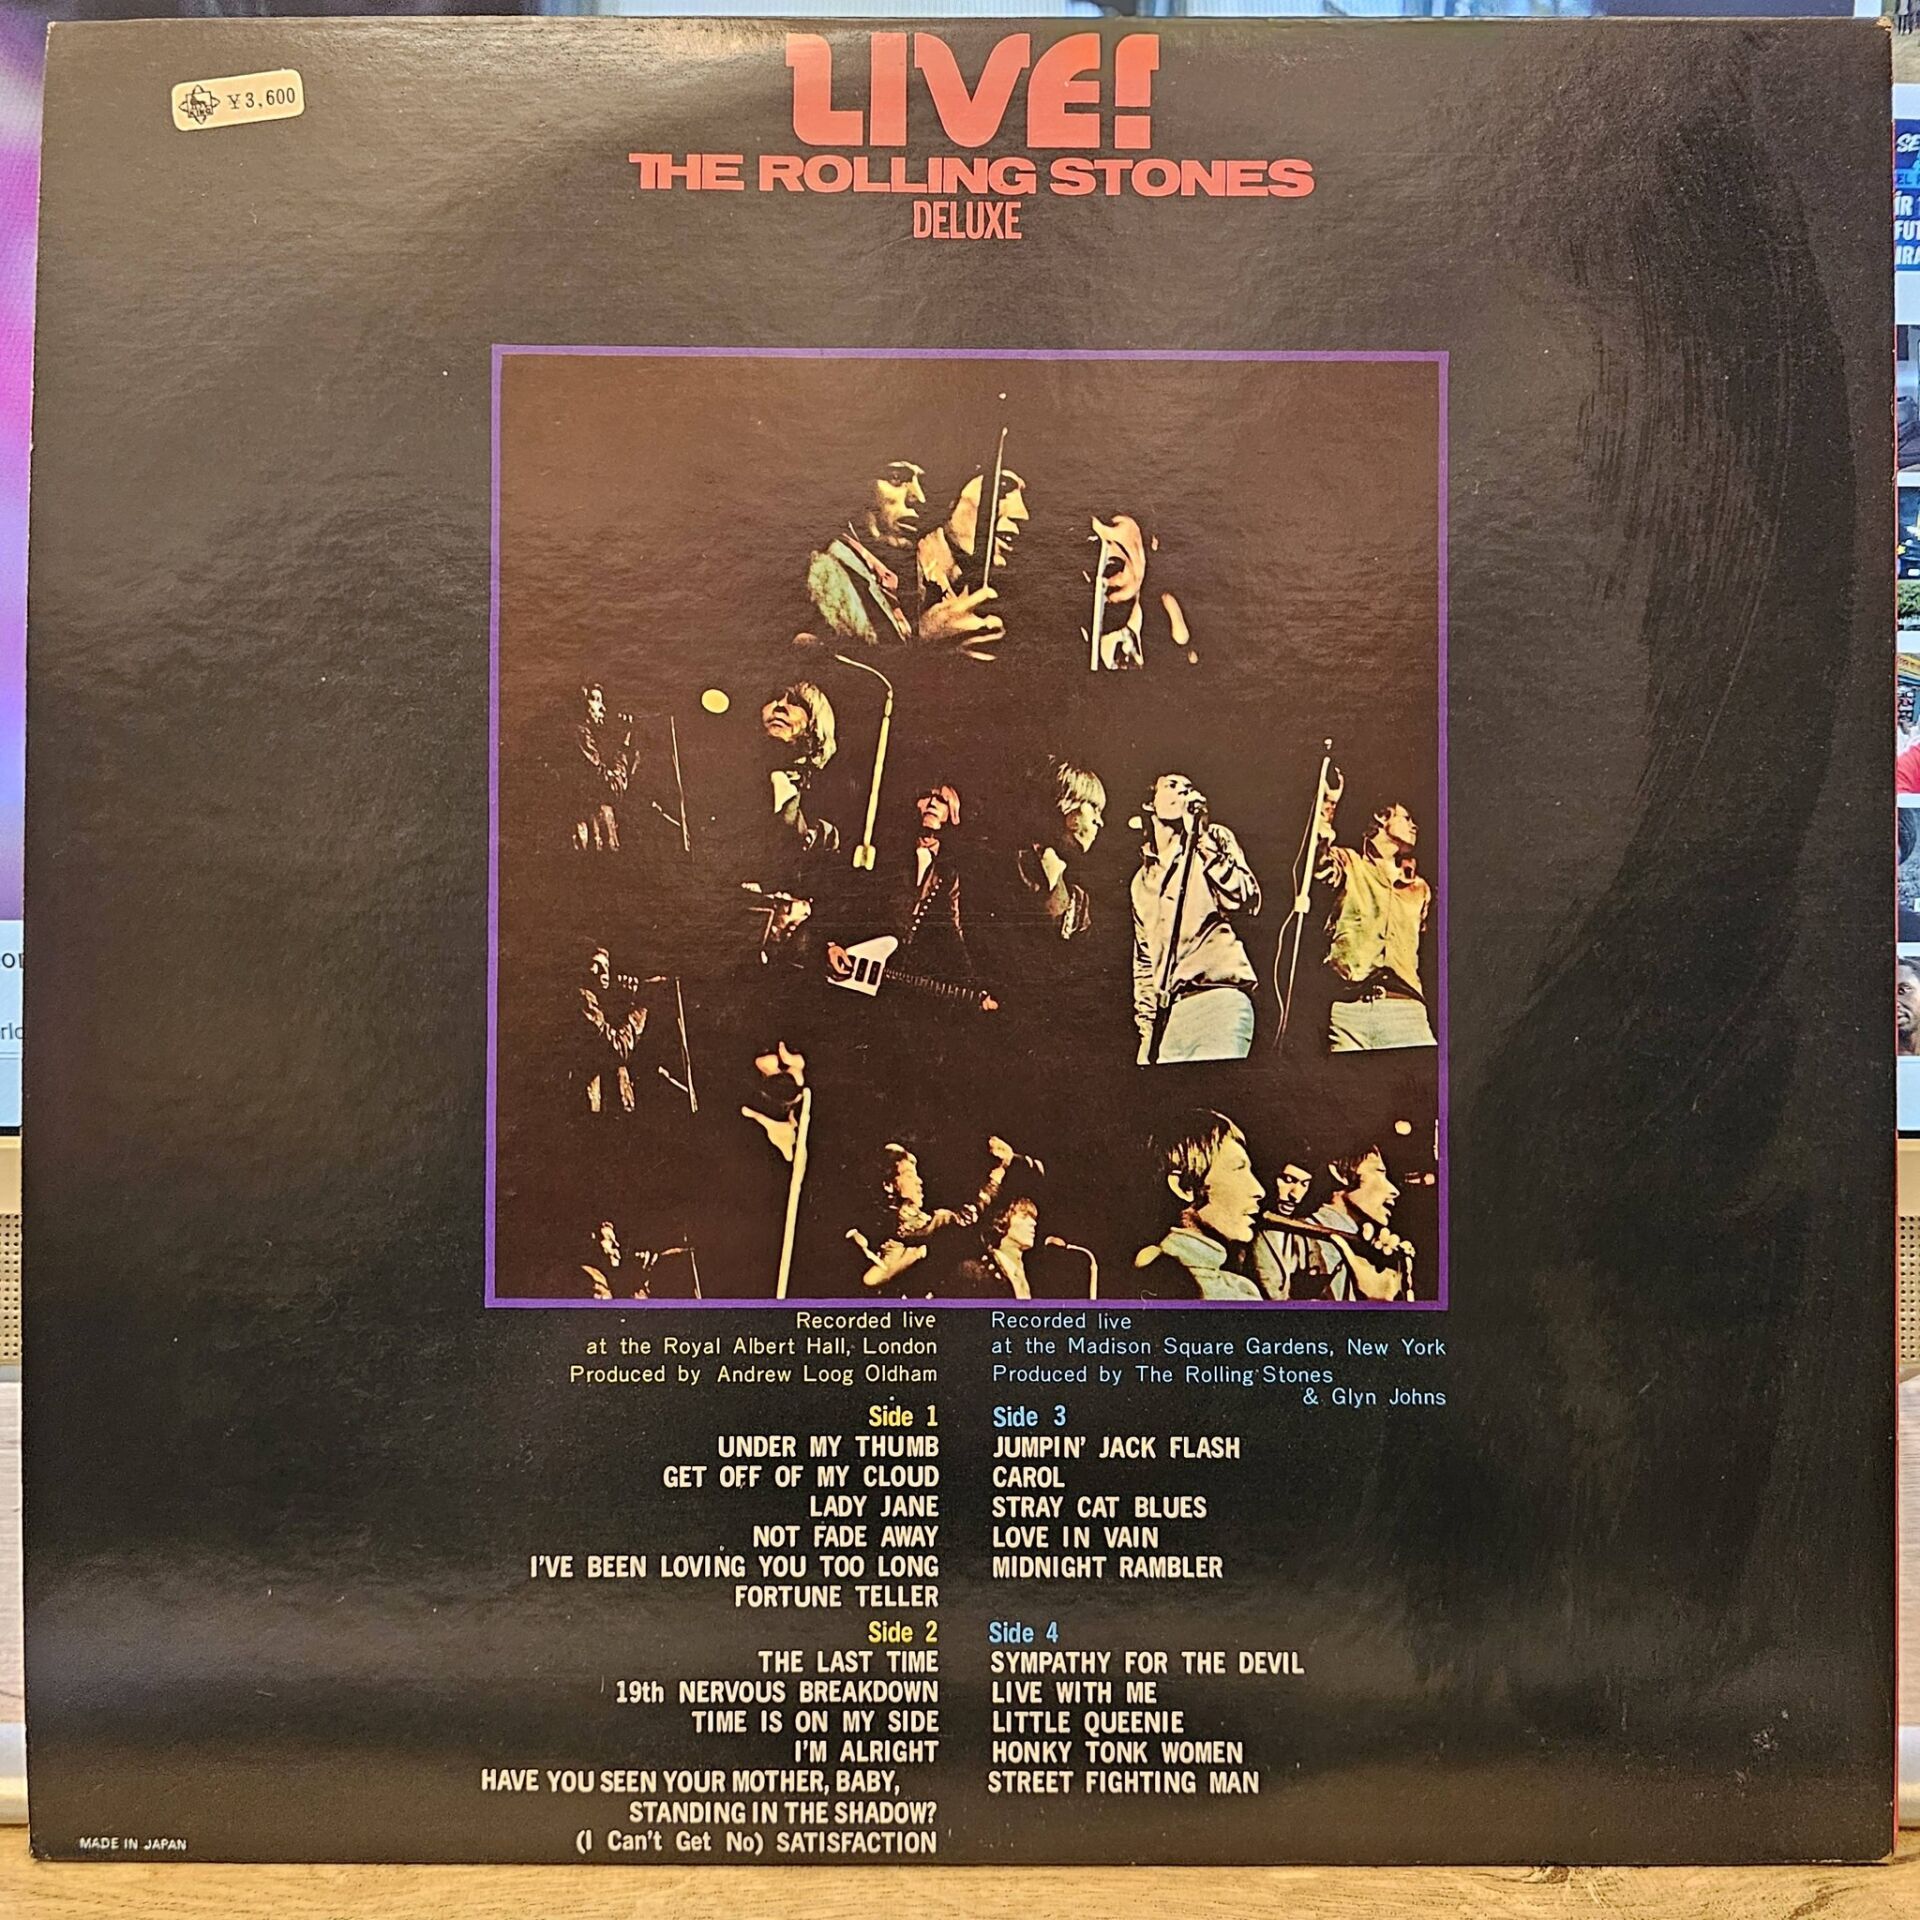 ¥3,600
KING
LIVE!
THE ROLLING STONES
DELUXE
Recorded live
at the Royal Albert Hall, London
Produced by Andrew Loog Oldham
Side 1
UNDER MY THUMB
GET OFF OF MY CLOUD
LADY JANE
NOT FADE AWAY
I'VE BEEN LOVING YOU TOO LONG
FORTUNE TELLER
Side 2
THE LAST TIME
19th NERVOUS BREAKDOWN
TIME IS ON MY SIDE
I'M ALRIGHT
HAVE YOU SEEN YOUR MOTHER, BABY,
STANDING IN THE SHADOW?
(I Can't Get No) SATISFACTION
Recorded live
at the Madison Square Gardens, New York
Produced by The Rolling Stones
& Glyn Johns
Side 3
JUMPIN' JACK FLASH
CAROL
STRAY CAT BLUES
LOVE IN VAIN
MIDNIGHT RAMBLER
Side 4
SYMPATHY FOR THE DEVIL
LIVE WITH ME
LITTLE QUEENIE
HONKY TONK WOMEN
STREET FIGHTING MAN
MADE IN JAPAN